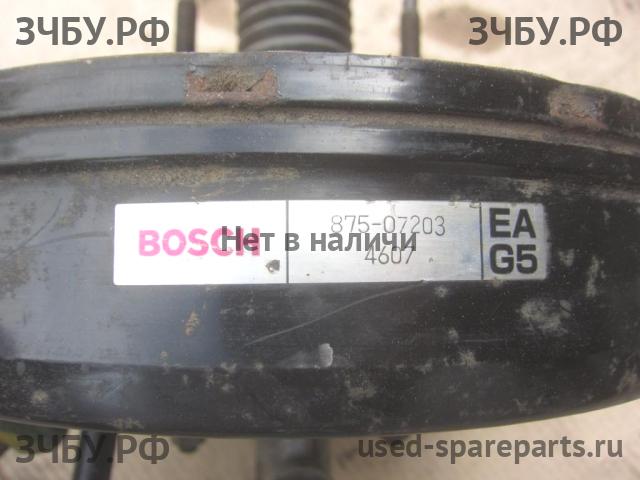 ЗЧБУ.РФ ЗЧБУ.РФ
BOSCH 875-07203 EA
Нет в наличи
4607 G5
ЗЧБУ.РФ used-spareparts.ru